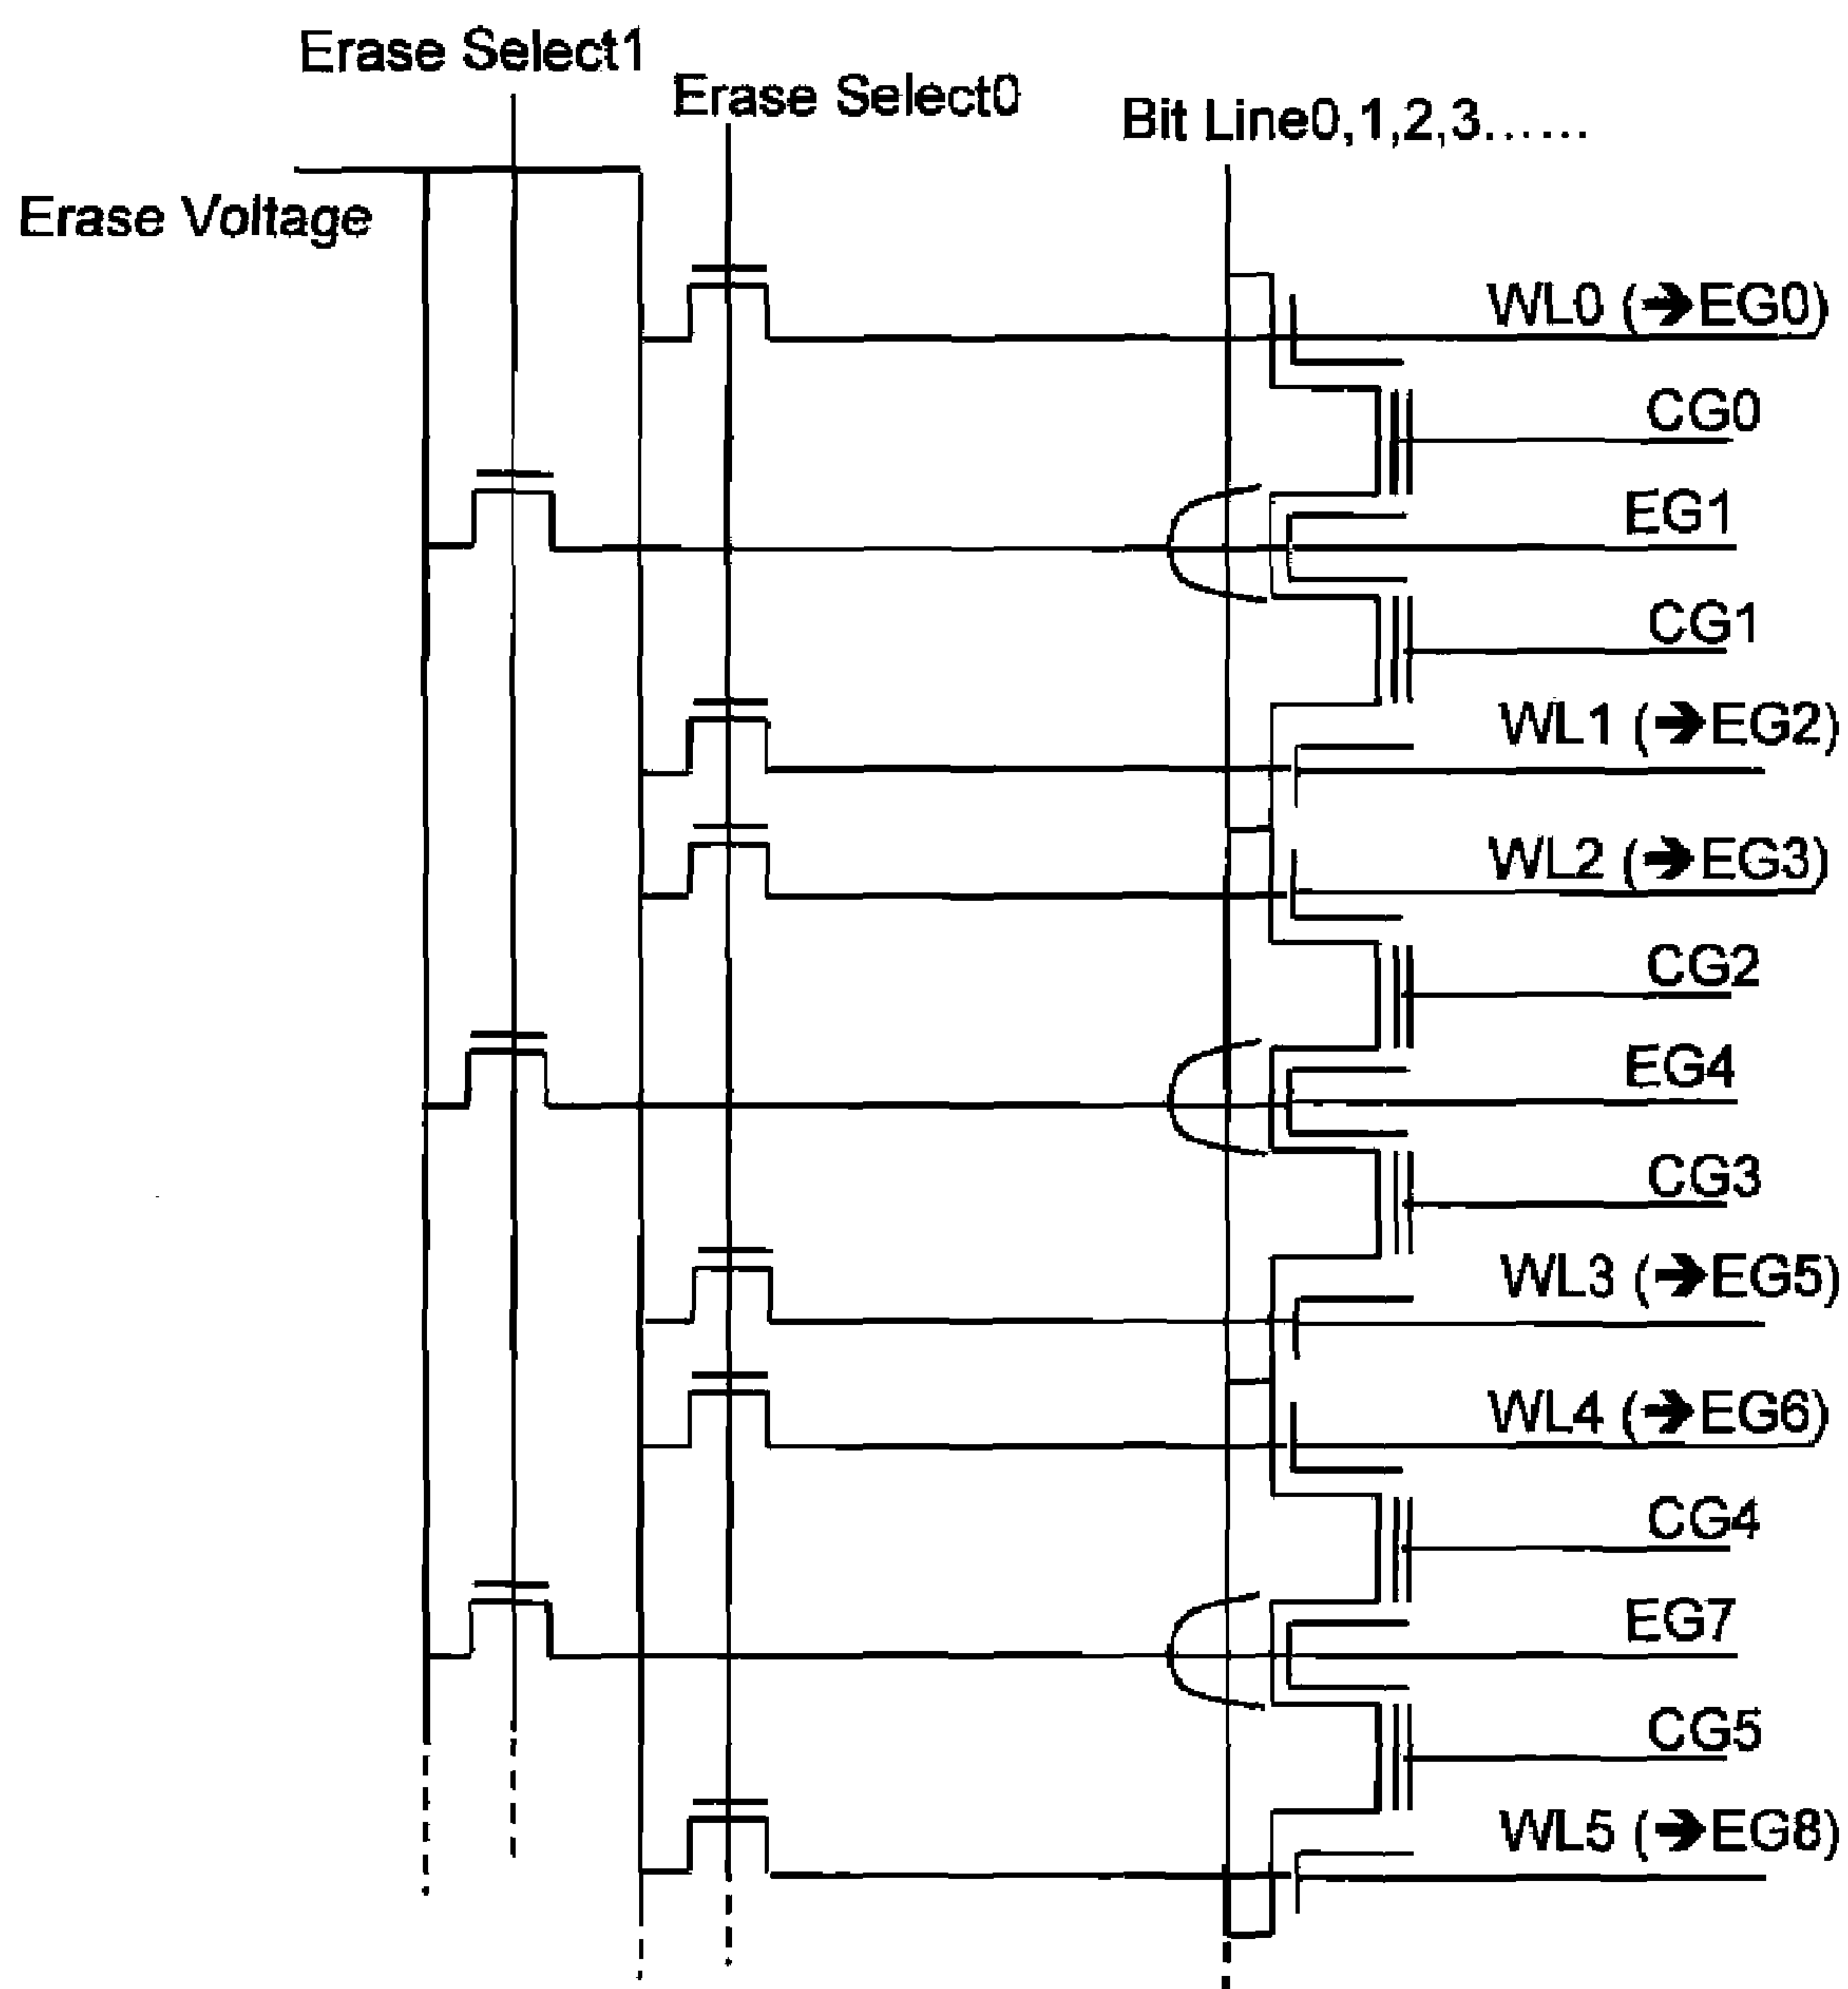 Erase Select1
Erase Select0
Bit Line0,1,2,3......
Erase Voltage
WL0 (➔EG0)
CG0
EG1
CG1
WL1 (➔EG2)
WL2 (➔EG3)
CG2
EG4
CG3
WL3 (➔EG5)
WL4 (➔EG6)
CG4
EG7
CG5
WL5 (➔EG8)